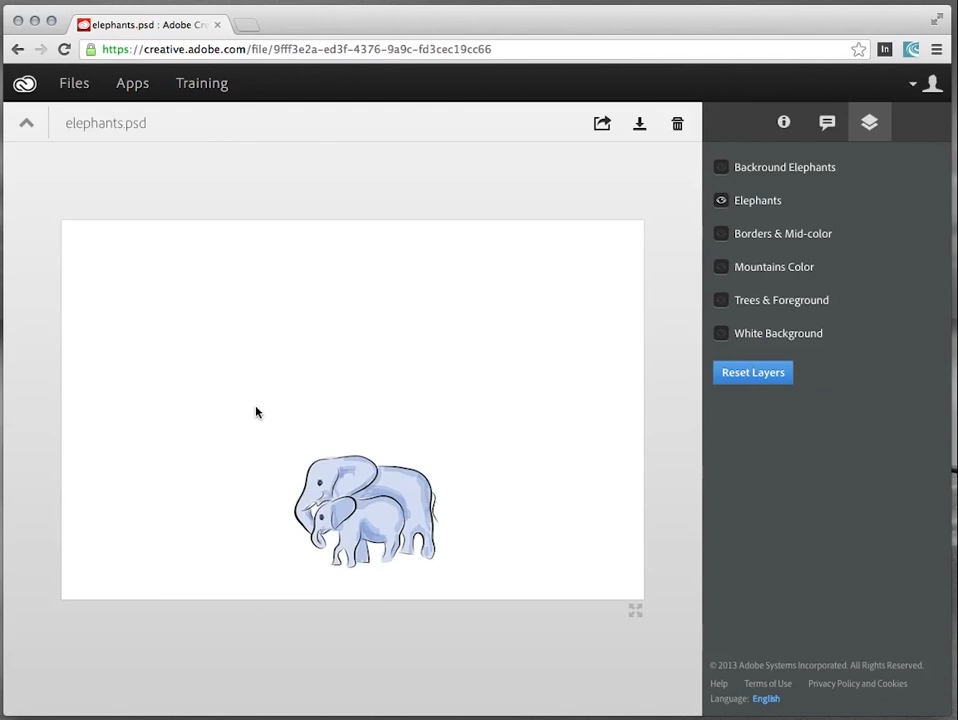 elephants.psd : Adobe Cre
https://creative.adobe.com/file/9fff3e2a-ed3f-4376-9a9c-fd3cec19cc66
In
Files Apps Training
elephants.psd
Backround Elephants
Elephants
Borders & Mid-color
Mountains Color
Trees & Foreground
White Background
Reset Layers
© 2013 Adobe Systems Incorporated. All Rights Reserved.
Help Terms of Use Privacy Policy and Cookies
Language: English